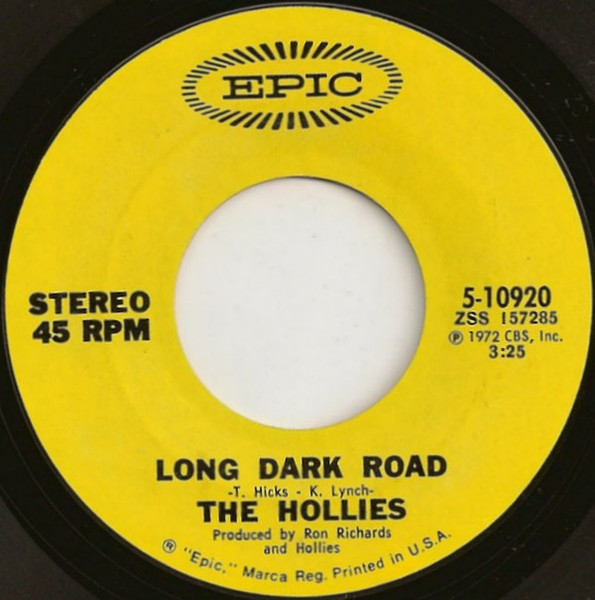 EPIC
STEREO
45 RPM
5-10920
ZSS 157285
℗ 1972 CBS, Inc.
3:25
LONG DARK ROAD
-T. Hicks - K. Lynch-
THE HOLLIES
Produced by Ron Richards
and Hollies
® "Epic," Marca Reg. Printed in U.S.A.